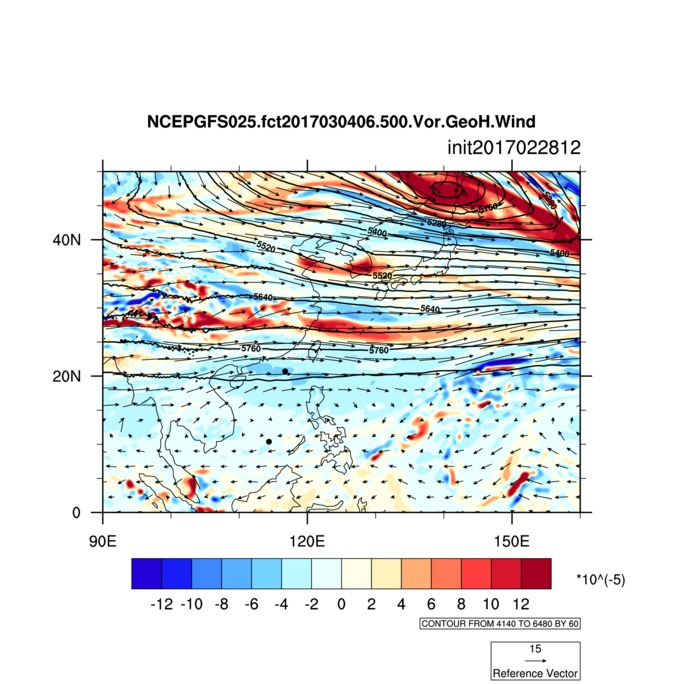 NCEPGFS025.fct2017030406.500.Vor.GeoH.Wind
init2017022812
5280
5400
5400
5520
5520
5640
5640
5760
5760
40N
20N
0
90E 120E 150E
-12 -10 -8 -6 -4 -2 0 2 4 6 8 10 12
*10^(-5)
CONTOUR FROM 4140 TO 6480 BY 60
15
Reference Vector